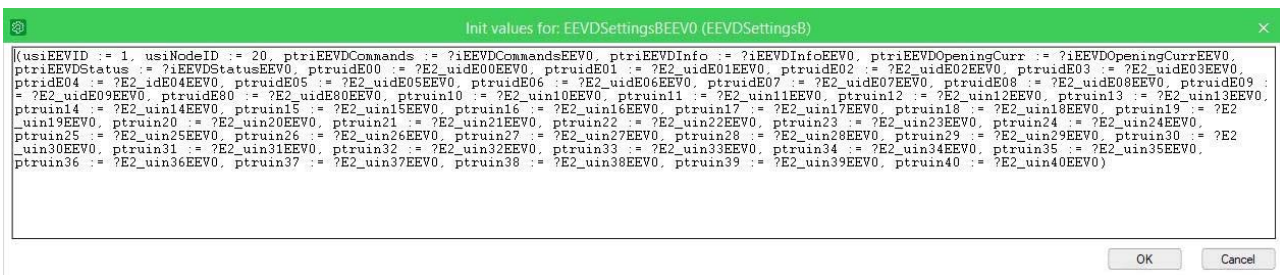 Init values for: EEVDSettingsBEEV0 (EEVDSettingsB)
(usiEEVID := 1, usiNodeID := 20, ptriEEVDCommands := ?iEEVDCommandsEEV0, ptriEEVDInfo := ?iEEVDInfoEEV0, ptriEEVDOpeningCurr := ?iEEVDOpeningCurrEEV0,
ptriEEVDStatus := ?iEEVDStatusEEV0, ptruidE00 := ?E2_uidE00EEV0, ptruidE01 := ?E2_uidE01EEV0, ptruidE02 := ?E2_uidE02EEV0, ptruidE03 := ?E2_uidE03EEV0,
ptridE04 := ?E2_idE04EEV0, ptruidE05 := ?E2_uidE05EEV0, ptruidE06 := ?E2_uidE06EEV0, ptruidE07 := ?E2_uidE07EEV0, ptruidE08 := ?E2_uidE08EEV0, ptruidE09 :
= ?E2_uidE09EEV0, ptruidE80 := ?E2_uidE80EEV0, ptruin10 := ?E2_uin10EEV0, ptruin11 := ?E2_uin11EEV0, ptruin12 := ?E2_uin12EEV0, ptruin13 := ?E2_uin13EEV0,
ptruin14 := ?E2_uin14EEV0, ptruin15 := ?E2_uin15EEV0, ptruin16 := ?E2_uin16EEV0, ptruin17 := ?E2_uin17EEV0, ptruin18 := ?E2_uin18EEV0, ptruin19 := ?E2
_uin19EEV0, ptruin20 := ?E2_uin20EEV0, ptruin21 := ?E2_uin21EEV0, ptruin22 := ?E2_uin22EEV0, ptruin23 := ?E2_uin23EEV0, ptruin24 := ?E2_uin24EEV0,
ptruin25 := ?E2_uin25EEV0, ptruin26 := ?E2_uin26EEV0, ptruin27 := ?E2_uin27EEV0, ptruin28 := ?E2_uin28EEV0, ptruin29 := ?E2_uin29EEV0, ptruin30 := ?E2
_uin30EEV0, ptruin31 := ?E2_uin31EEV0, ptruin32 := ?E2_uin32EEV0, ptruin33 := ?E2_uin33EEV0, ptruin34 := ?E2_uin34EEV0, ptruin35 := ?E2_uin35EEV0,
ptruin36 := ?E2_uin36EEV0, ptruin37 := ?E2_uin37EEV0, ptruin38 := ?E2_uin38EEV0, ptruin39 := ?E2_uin39EEV0, ptruin40 := ?E2_uin40EEV0)
OK Cancel